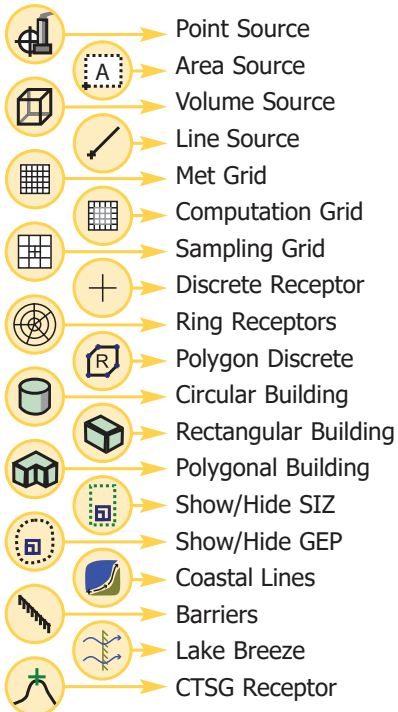 Point Source
A
Area Source
Volume Source
Line Source
Met Grid
Computation Grid
Sampling Grid
Discrete Receptor
Ring Receptors
R
Polygon Discrete
Circular Building
Rectangular Building
Polygonal Building
Show/Hide SIZ
Show/Hide GEP
Coastal Lines
Barriers
Lake Breeze
CTSG Receptor